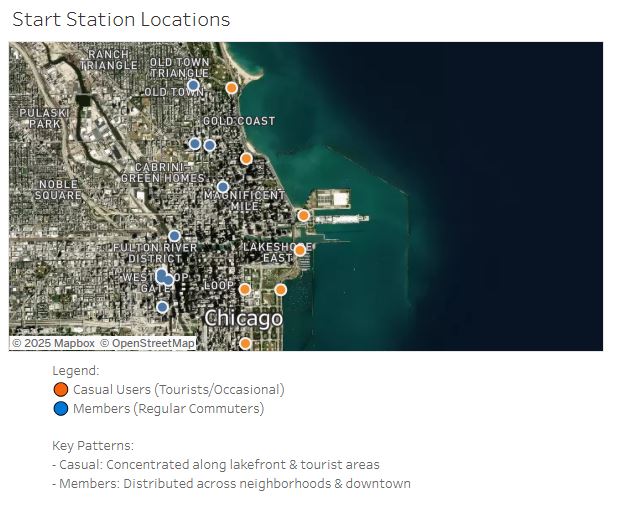 Start Station Locations
RANCH
TRIANGLE
OLD TOWN
TRIANGLE
OLD TOWN
PULASKI
PARK
GOLD COAST
CABRINI-
GREEN HOMES
NOBLE
SQUARE
MAGNIFICENT
MILE
FULTON RIVER
DISTRICT
LAKESHORE
EAST
WEST LOOP
GATE
LOOP
Chicago
© 2025 Mapbox © OpenStreetMap
Legend:
Casual Users (Tourists/Occasional)
Members (Regular Commuters)
Key Patterns:
- Casual: Concentrated along lakefront & tourist areas
- Members: Distributed across neighborhoods & downtown